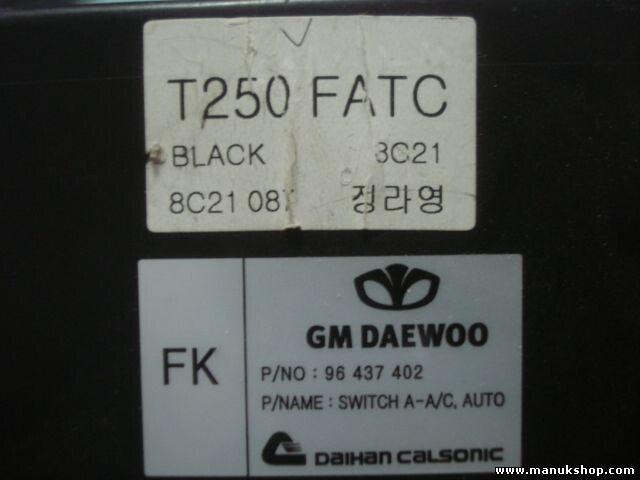 T250 FATC
BLACK 8C21
8C21 087 정라영
FK
GM DAEWOO
P/NO : 96 437 402
P/NAME : SWITCH A-A/C, AUTO
DAIHAN CALSONIC
www.manukshop.com